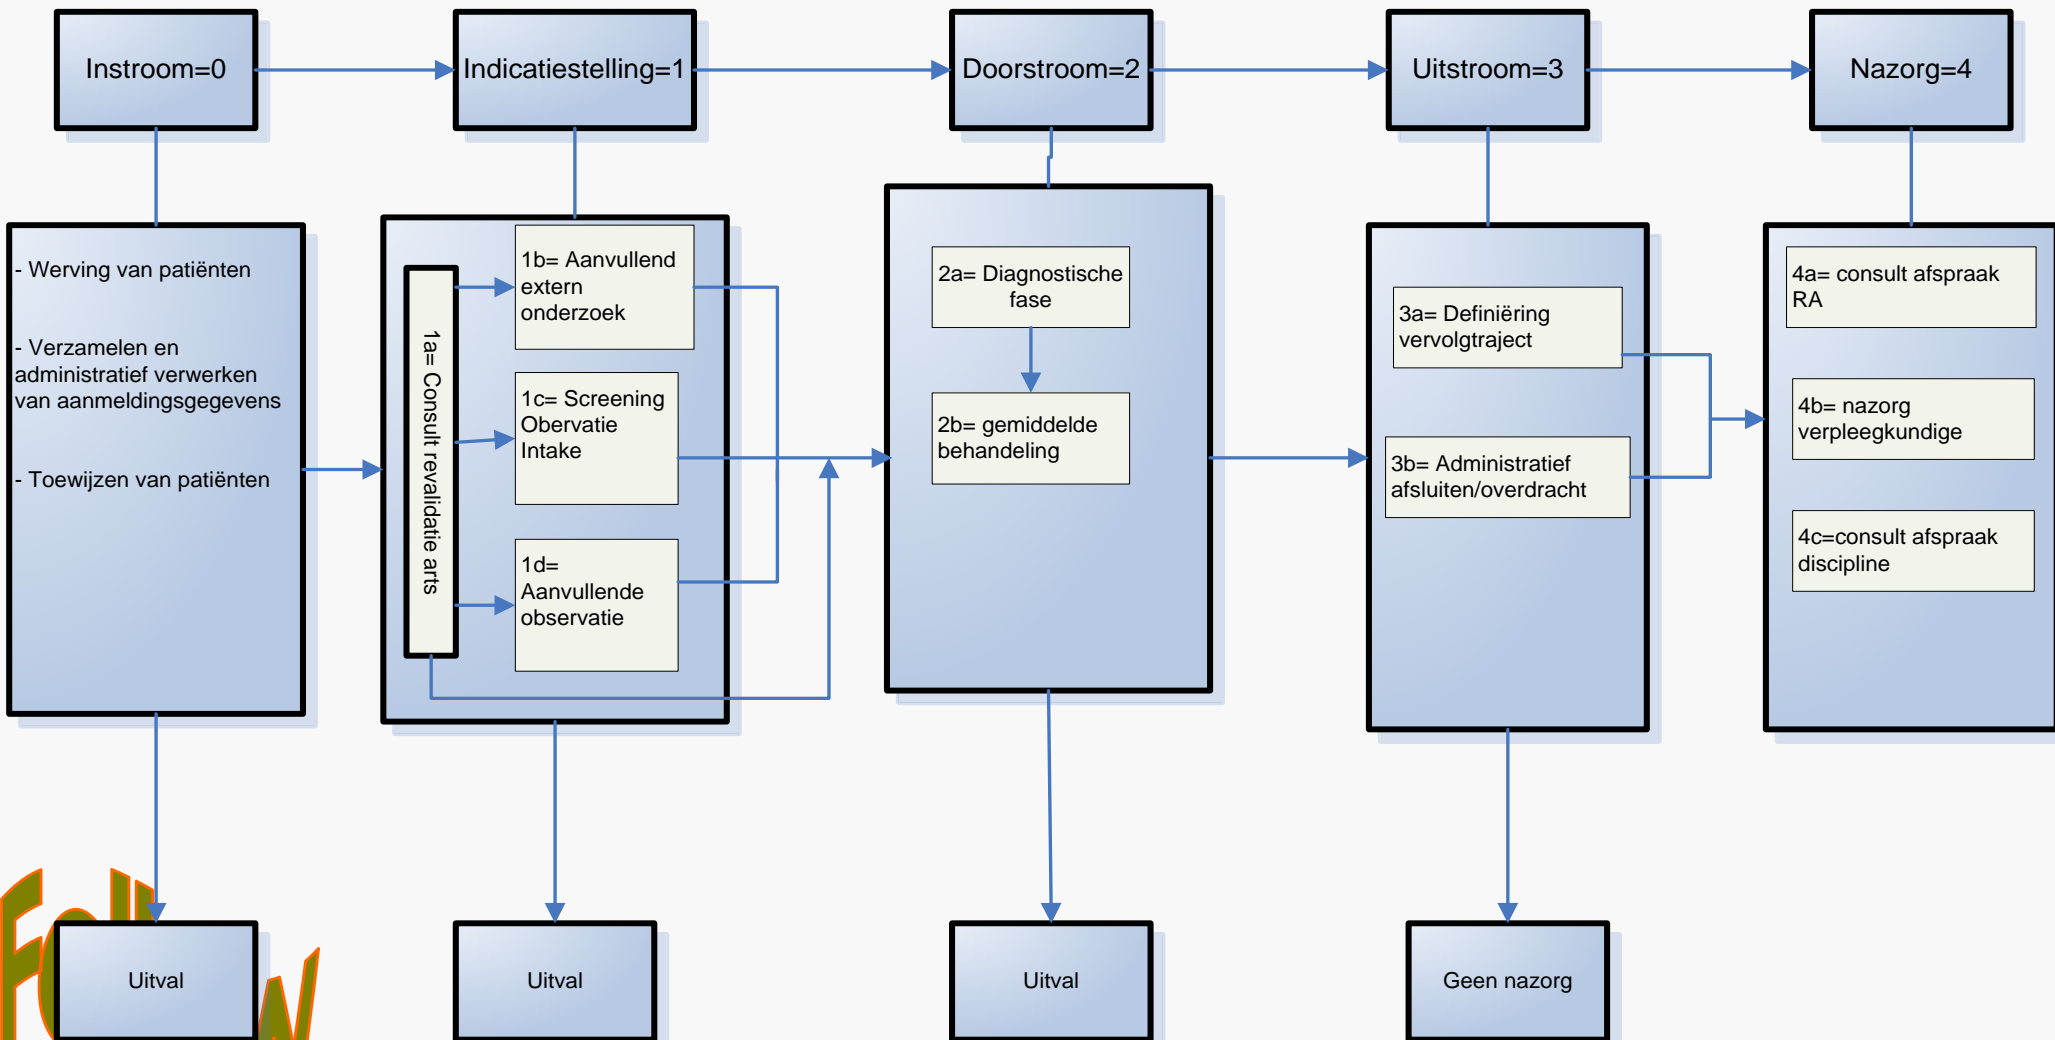 Instroom=0
Indicatiestelling=1
Doorstroom=2
Uitstroom=3
Nazorg=4
- Werving van patiënten
- Verzamelen en
administratief verwerken
van aanmeldingsgegevens
- Toewijzen van patiënten
1a= Consult revalidatie arts
1b= Aanvullend
extern
onderzoek
1c= Screening
Obervatie
Intake
1d=
Aanvullende
observatie
2a= Diagnostische
fase
2b= gemiddelde
behandeling
3a= Definiëring
vervolgtraject
3b= Administratief
afsluiten/overdracht
4a= consult afspraak
RA
4b= nazorg
verpleegkundige
4c=consult afspraak
discipline
Uitval
Uitval
Uitval
Geen nazorg